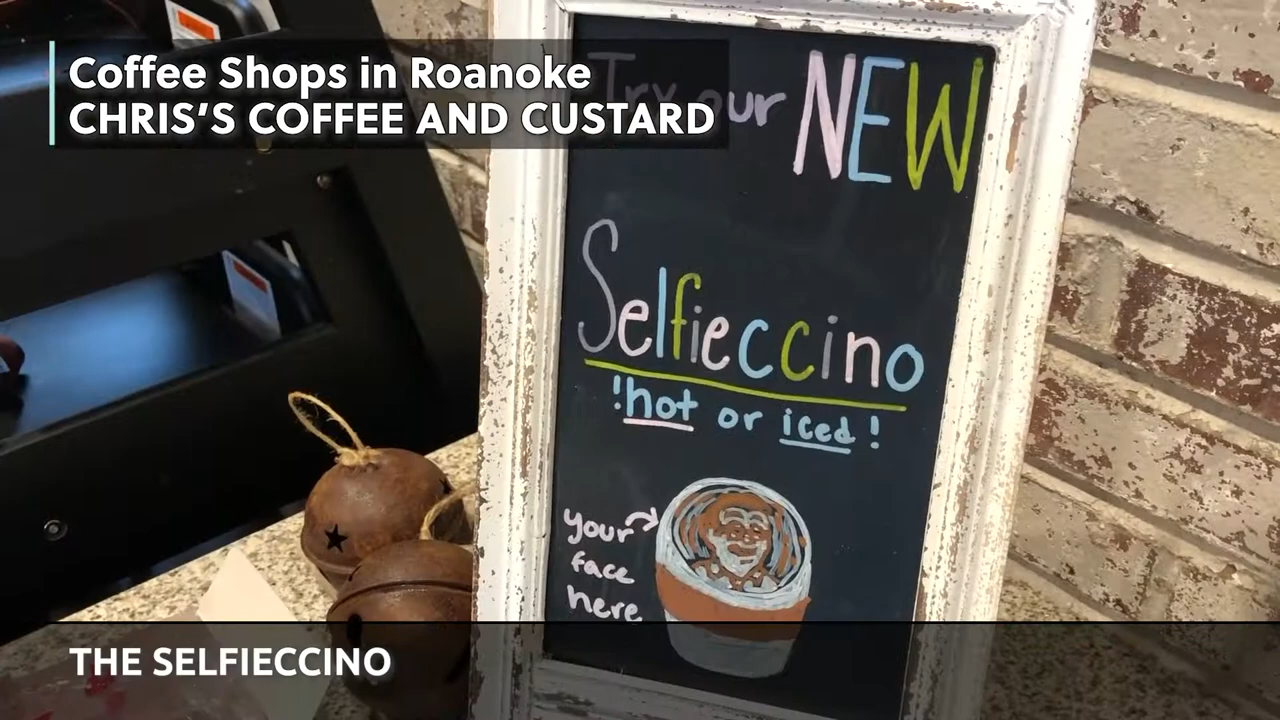 Coffee Shops in Roanoke
CHRIS'S COFFEE AND CUSTARD
Try our NEW
Selfieccino
!hot or iced!
your
face
here
THE SELFIECCINO